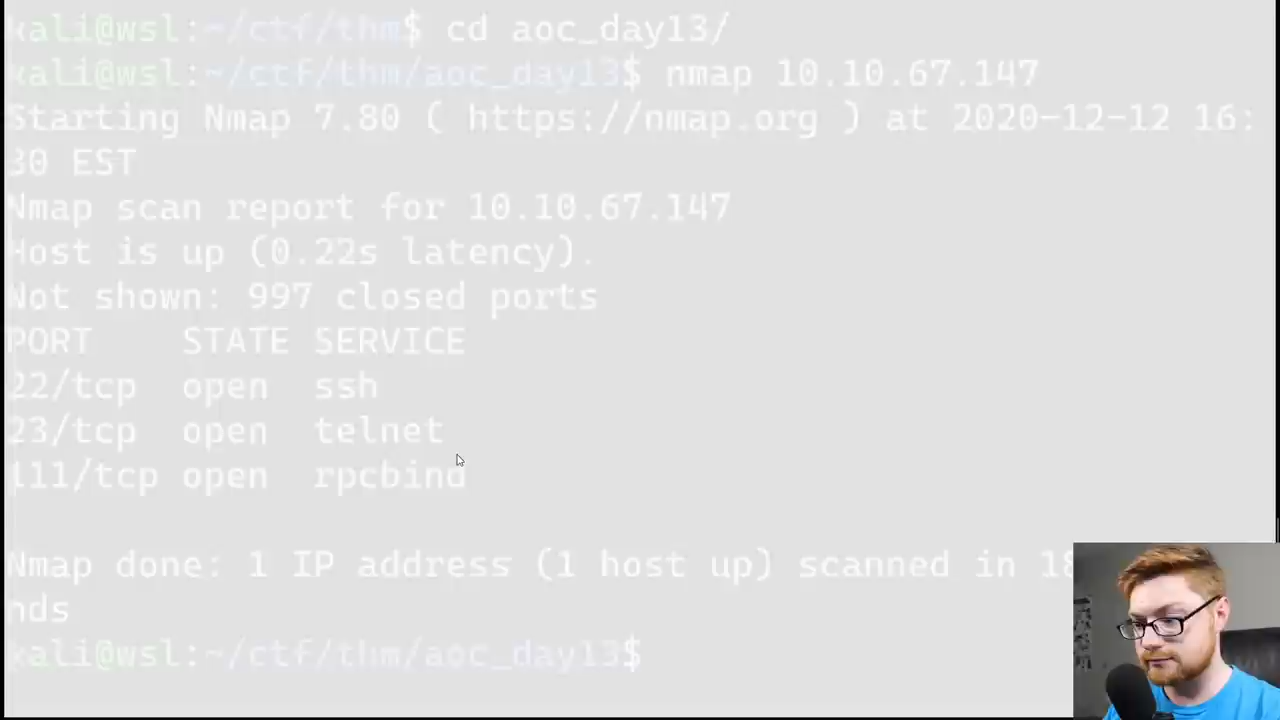 kali@wsl:~/ctf/thm$ cd aoc_day13/
kali@wsl:~/ctf/thm/aoc_day13$ nmap 10.10.67.147
Starting Nmap 7.80 ( https://nmap.org ) at 2020-12-12 16:
30 EST
Nmap scan report for 10.10.67.147
Host is up (0.22s latency).
Not shown: 997 closed ports
PORT STATE SERVICE
22/tcp open ssh
23/tcp open telnet
111/tcp open rpcbind
Nmap done: 1 IP address (1 host up) scanned in 18
nds
kali@wsl:~/ctf/thm/aoc_day13$